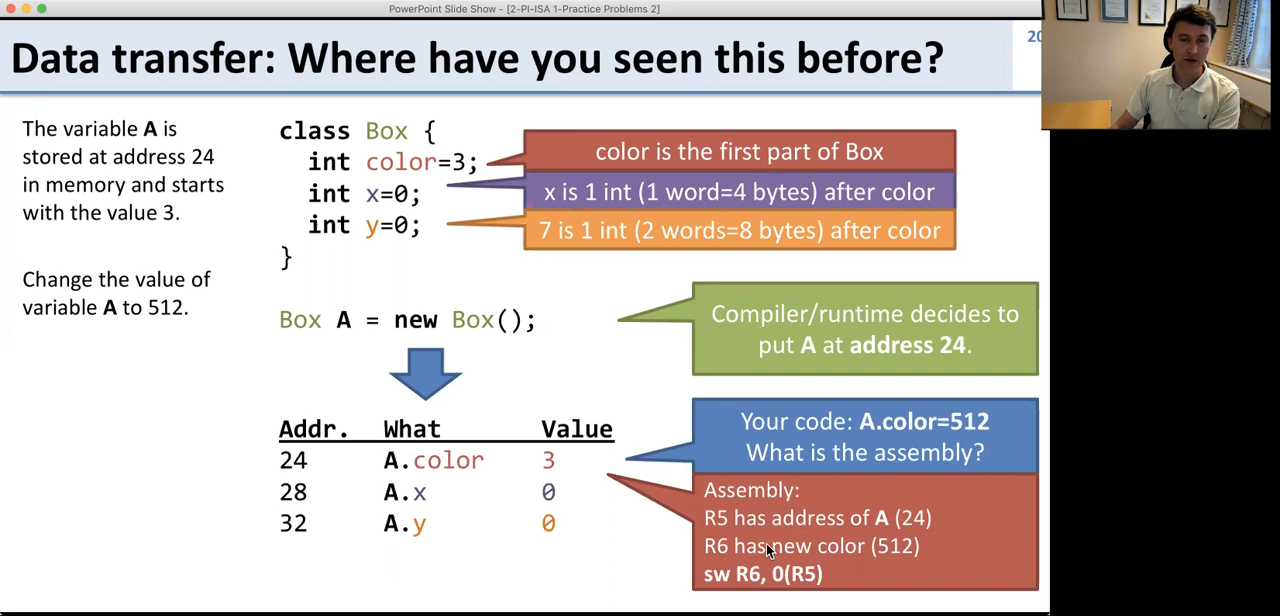 PowerPoint Slide Show - [2-PI-ISA 1-Practice Problems 2]
20
Data transfer: Where have you seen this before?
The variable A is
stored at address 24
in memory and starts
with the value 3.
Change the value of
variable A to 512.
class Box {
int color=3;
int x=0;
int y=0;
}
color is the first part of Box
x is 1 int (1 word=4 bytes) after color
7 is 1 int (2 words=8 bytes) after color
Box A = new Box();
Compiler/runtime decides to
put A at address 24.
Addr. What Value
24 A.color 3
28 A.x 0
32 A.y 0
Your code: A.color=512
What is the assembly?
Assembly:
R5 has address of A (24)
R6 has new color (512)
sw R6, 0(R5)